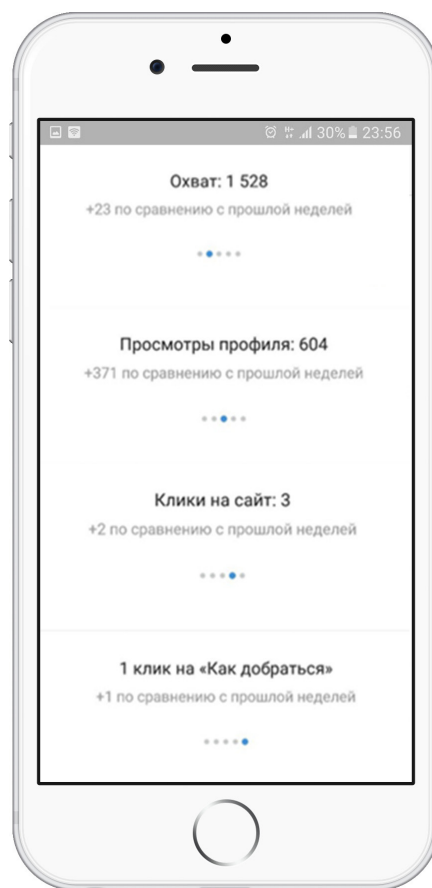 30% 23:56
Охват: 1 528
+23 по сравнению с прошлой неделей
Просмотры профиля: 604
+371 по сравнению с прошлой неделей
Клики на сайт: 3
+2 по сравнению с прошлой неделей
1 клик на «Как добраться»
+1 по сравнению с прошлой неделей